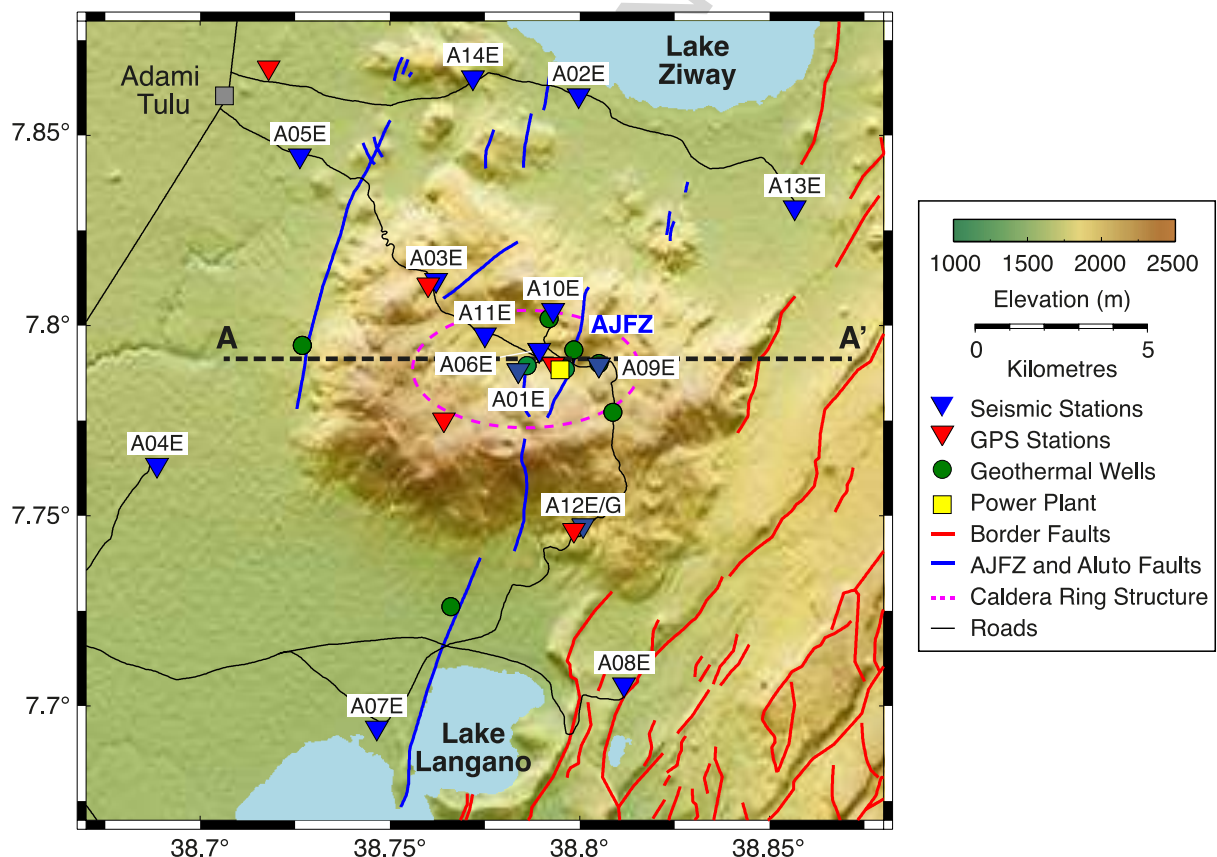 Lake
Ziway
A14E
A02E
Adami
Tulu
7.85°
A05E
A13E
A03E
A10E
7.8°
A11E
AJFZ
A
A'
A06E
A09E
A01E
A04E
7.75°
A12E/G
A08E
7.7°
A07E
Lake
Langano
38.7°
38.75°
38.8°
38.85°
1000
1500
2000
2500
Elevation (m)
0
5
Kilometres
Seismic Stations
GPS Stations
Geothermal Wells
Power Plant
Border Faults
AJFZ and Aluto Faults
Caldera Ring Structure
Roads